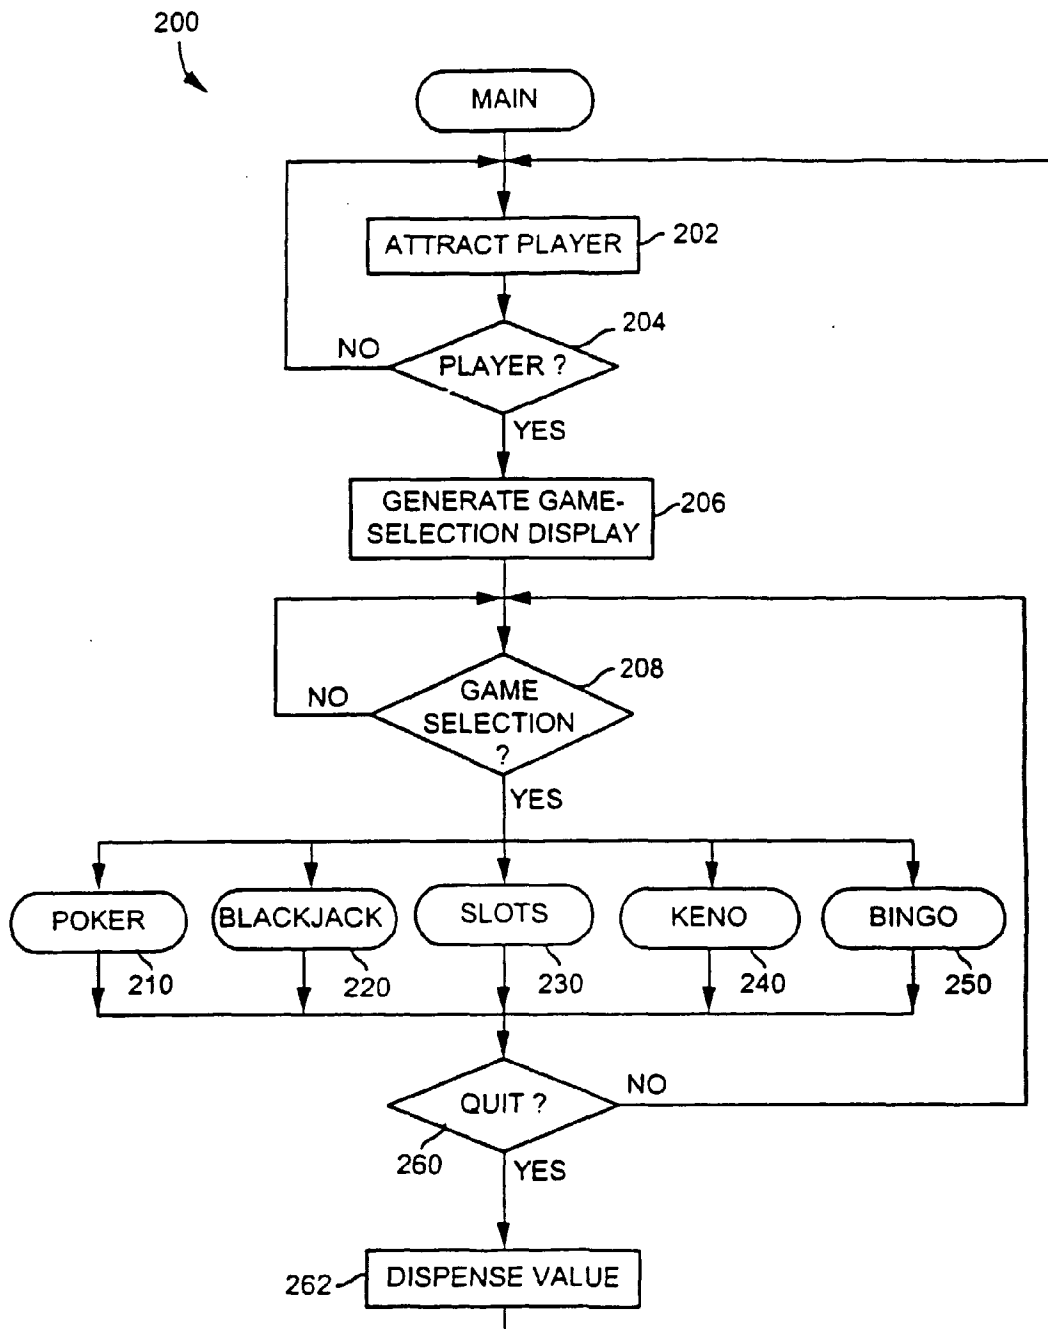 200
MAIN
ATTRACT PLAYER
202
204
NO
PLAYER ?
YES
GENERATE GAME-
SELECTION DISPLAY
206
208
NO
GAME
SELECTION
?
YES
POKER
BLACKJACK
SLOTS
KENO
BINGO
210
220
230
240
250
QUIT ?
NO
260
YES
262
DISPENSE VALUE